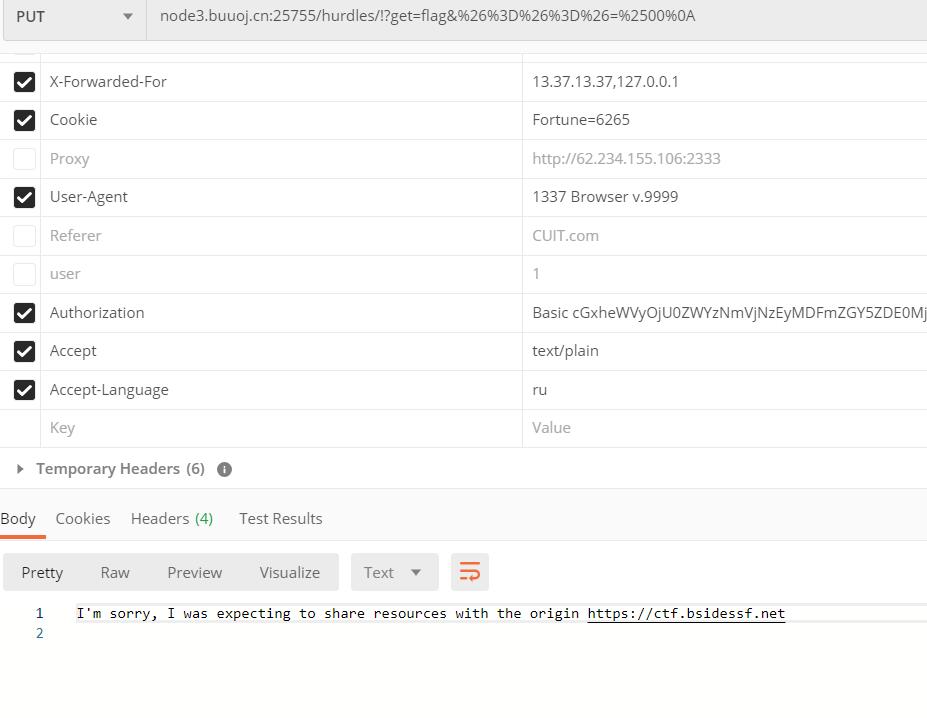 PUT node3.buuoj.cn:25755/hurdles/!?get=flag&%26%3D%26%3D%26=%2500%0A
X-Forwarded-For 13.37.13.37,127.0.0.1
Cookie Fortune=6265
Proxy http://62.234.155.106:2333
User-Agent 1337 Browser v.9999
Referer CUIT.com
user 1
Authorization Basic cGxheWVyOjU0ZWYzNmVjNzEyMDFmZGY5ZDE0Mj
Accept text/plain
Accept-Language ru
Key Value
Temporary Headers (6)
Body Cookies Headers (4) Test Results
Pretty Raw Preview Visualize Text
1 I'm sorry, I was expecting to share resources with the origin https://ctf.bsidessf.net
2